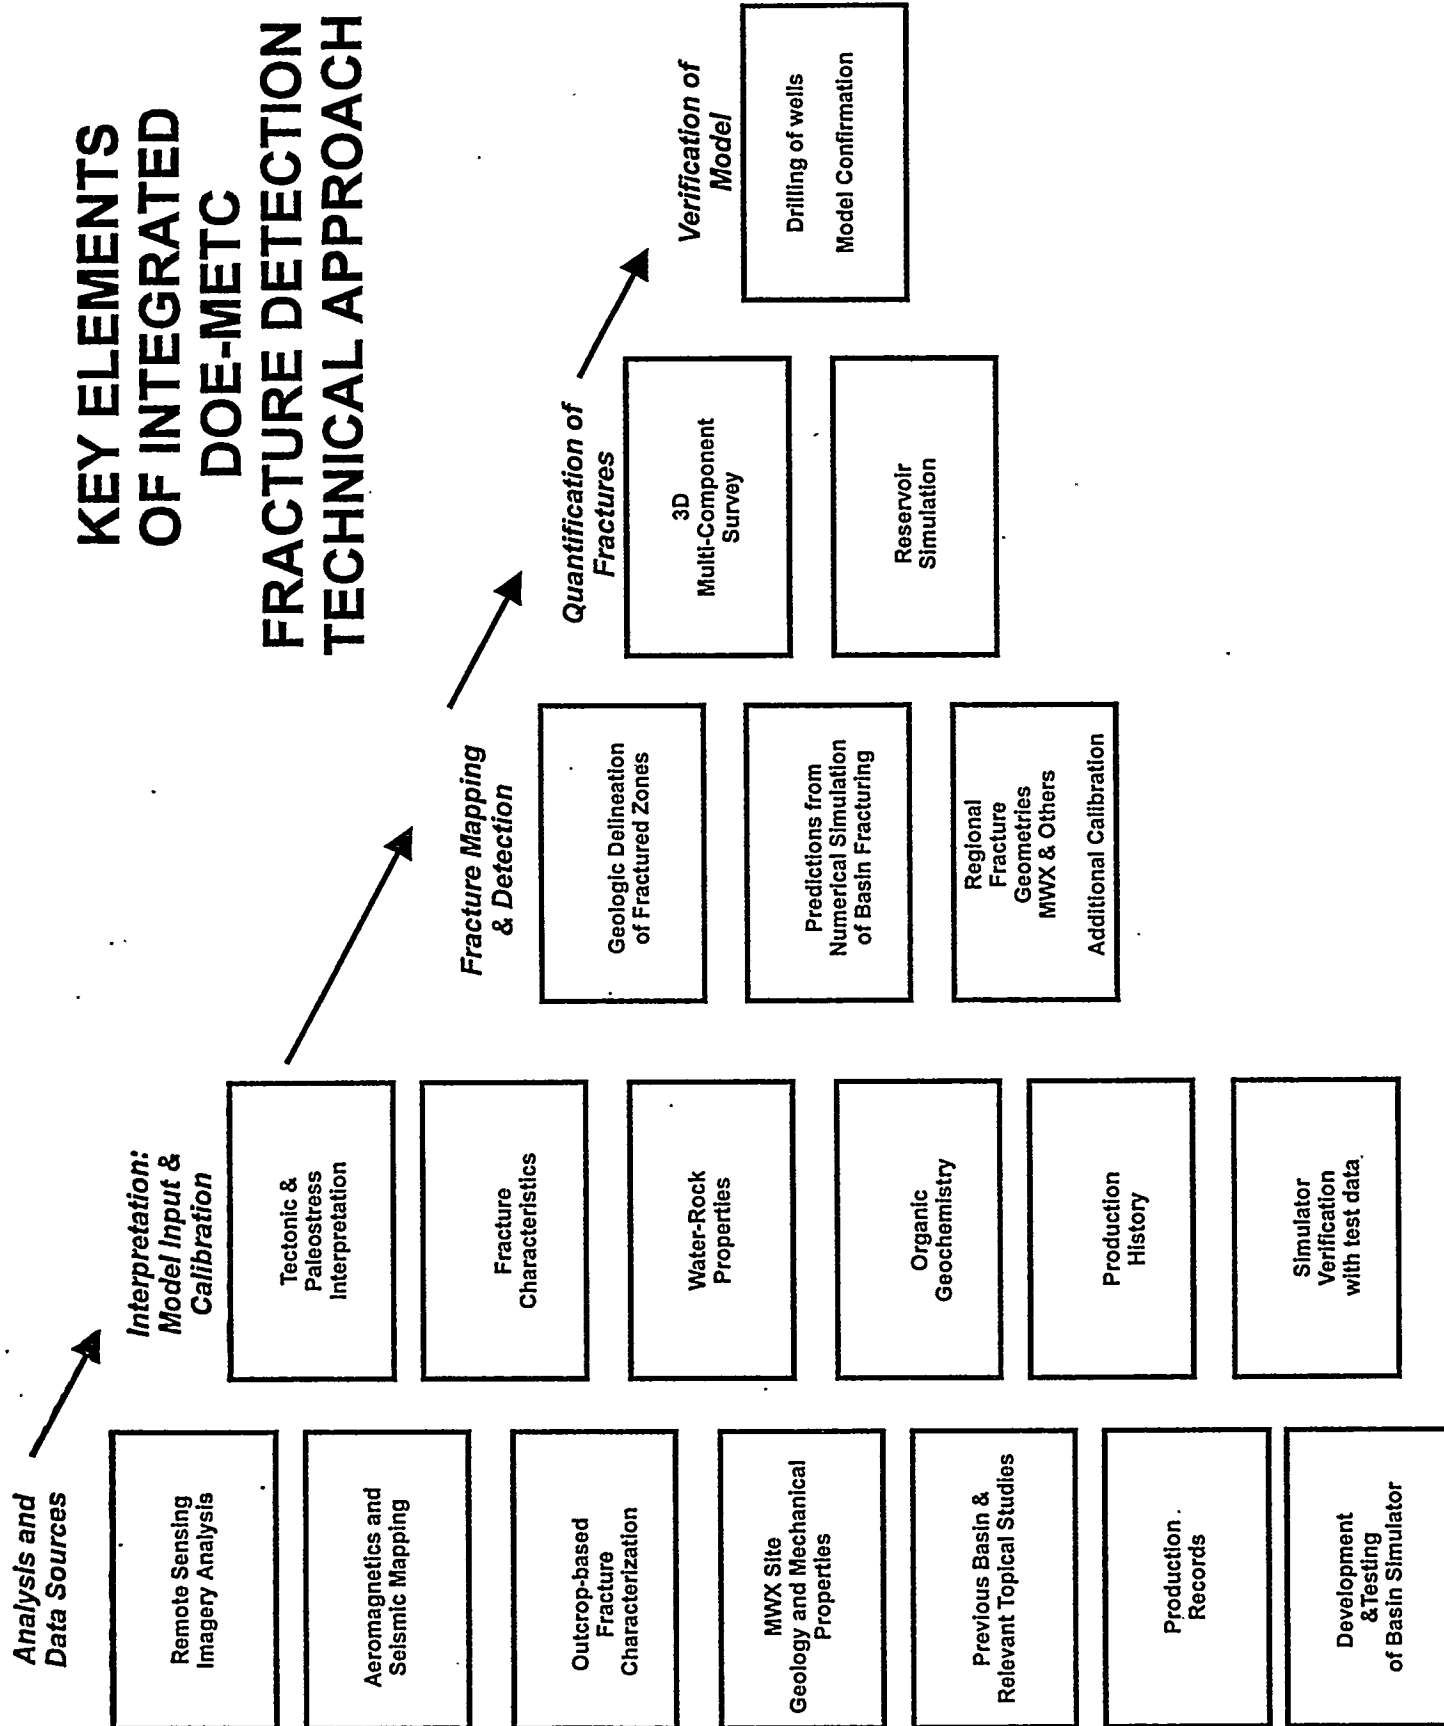 KEY ELEMENTS
OF INTEGRATED
DOE-METC
FRACTURE DETECTION
TECHNICAL APPROACH
Analysis and
Data Sources
Remote Sensing
Imagery Analysis
Aeromagnetics and
Seismic Mapping
Outcrop-based
Fracture
Characterization
MWX Site
Geology and Mechanical
Properties
Previous Basin &
Relevant Topical Studies
Production
Records
Development
&Testing
of Basin Simulator
Interpretation:
Model Input &
Calibration
Tectonic &
Paleostress
Interpretation
Fracture
Characteristics
Water-Rock
Properties
Organic
Geochemistry
Production
History
Simulator
Verification
with test data
Fracture Mapping
& Detection
Geologic Delineation
of Fractured Zones
Predictions from
Numerical Simulation
of Basin Fracturing
Regional
Fracture
Geometries
MWX & Others
Additional Calibration
Quantification of
Fractures
3D
Multi-Component
Survey
Reservoir
Simulation
Verification of
Model
Drilling of wells
Model Confirmation